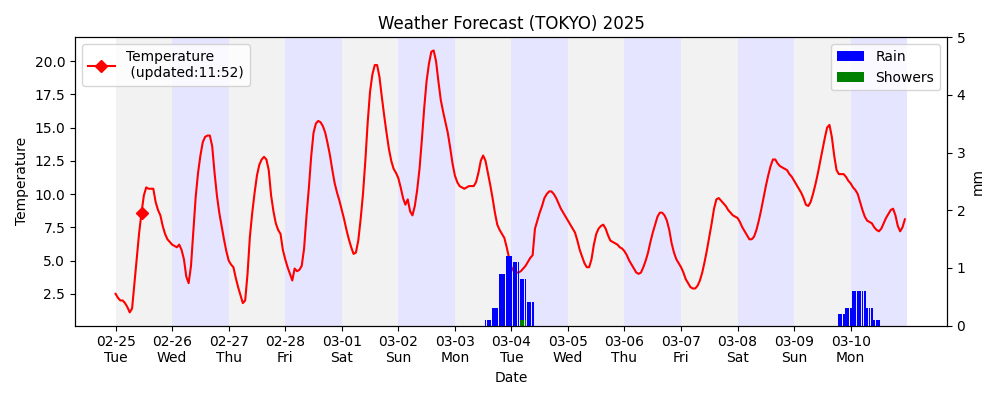 Weather Forecast (TOKYO) 2025
Temperature
(updated:11:52)
Rain
Showers
Temperature
20.0
17.5
15.0
12.5
10.0
7.5
5.0
2.5
5
4
3
2
1
0
mm
02-25 02-26 02-27 02-28 03-01 03-02 03-03 03-04 03-05 03-06 03-07 03-08 03-09 03-10
Tue Wed Thu Fri Sat Sun Mon Tue Wed Thu Fri Sat Sun Mon
Date